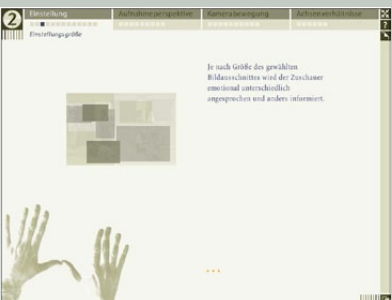 2
Einstellung
Aufnahmeperspektive
Kamerabewegung
Achsenverhältnisse
?
Einstellungsgröße
Je nach Größe des gewählten
Bildausschnittes wird der Zuschauer
emotional unterschiedlich
angesprochen und anders informiert.
...